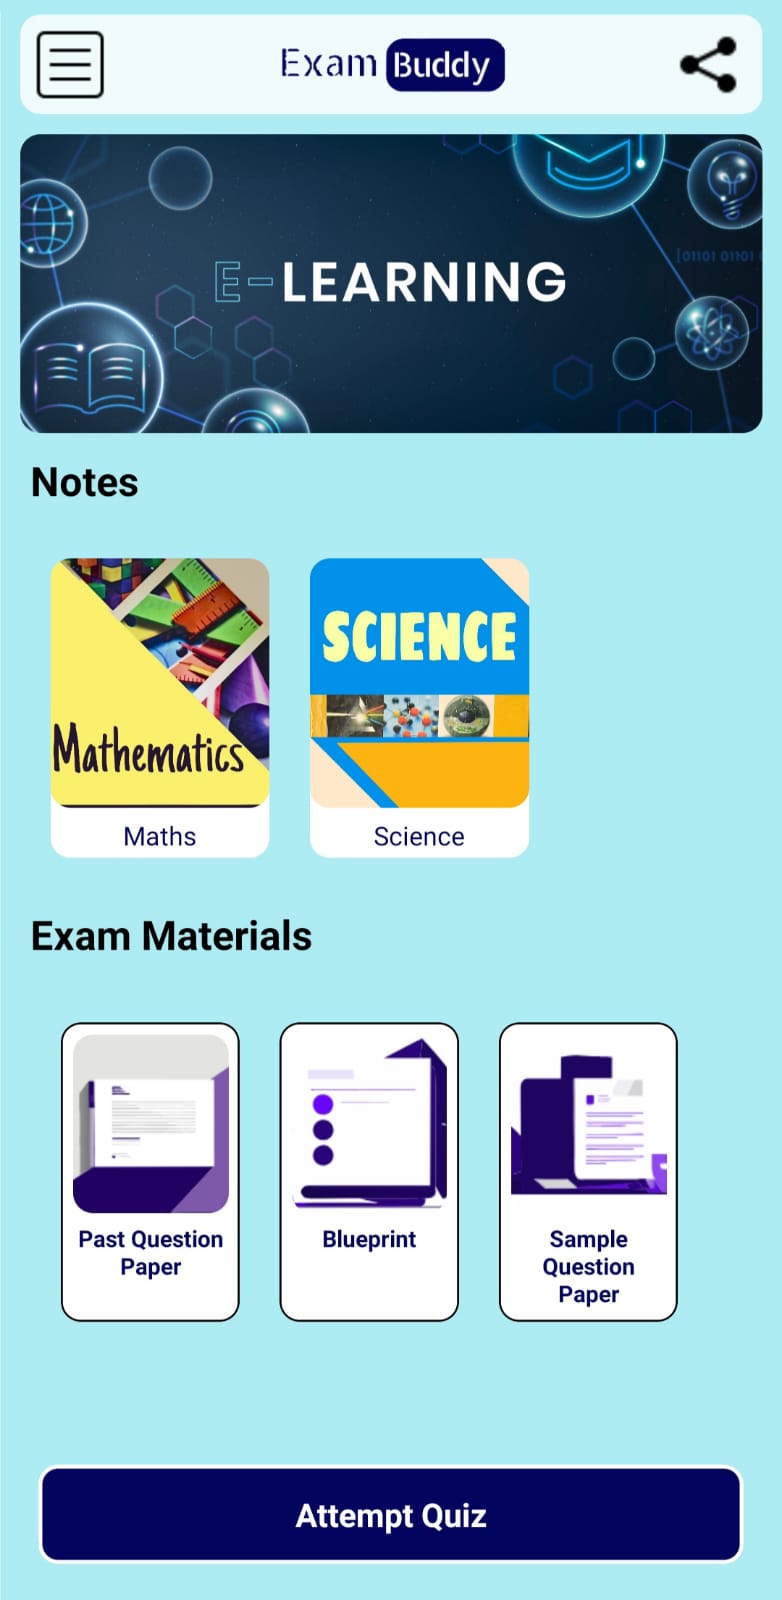 Exam Buddy
E-LEARNING
[01101 01101
Notes
Mathematics
SCIENCE
Maths
Science
Exam Materials
Past Question
Paper
Blueprint
Sample
Question
Paper
Attempt Quiz